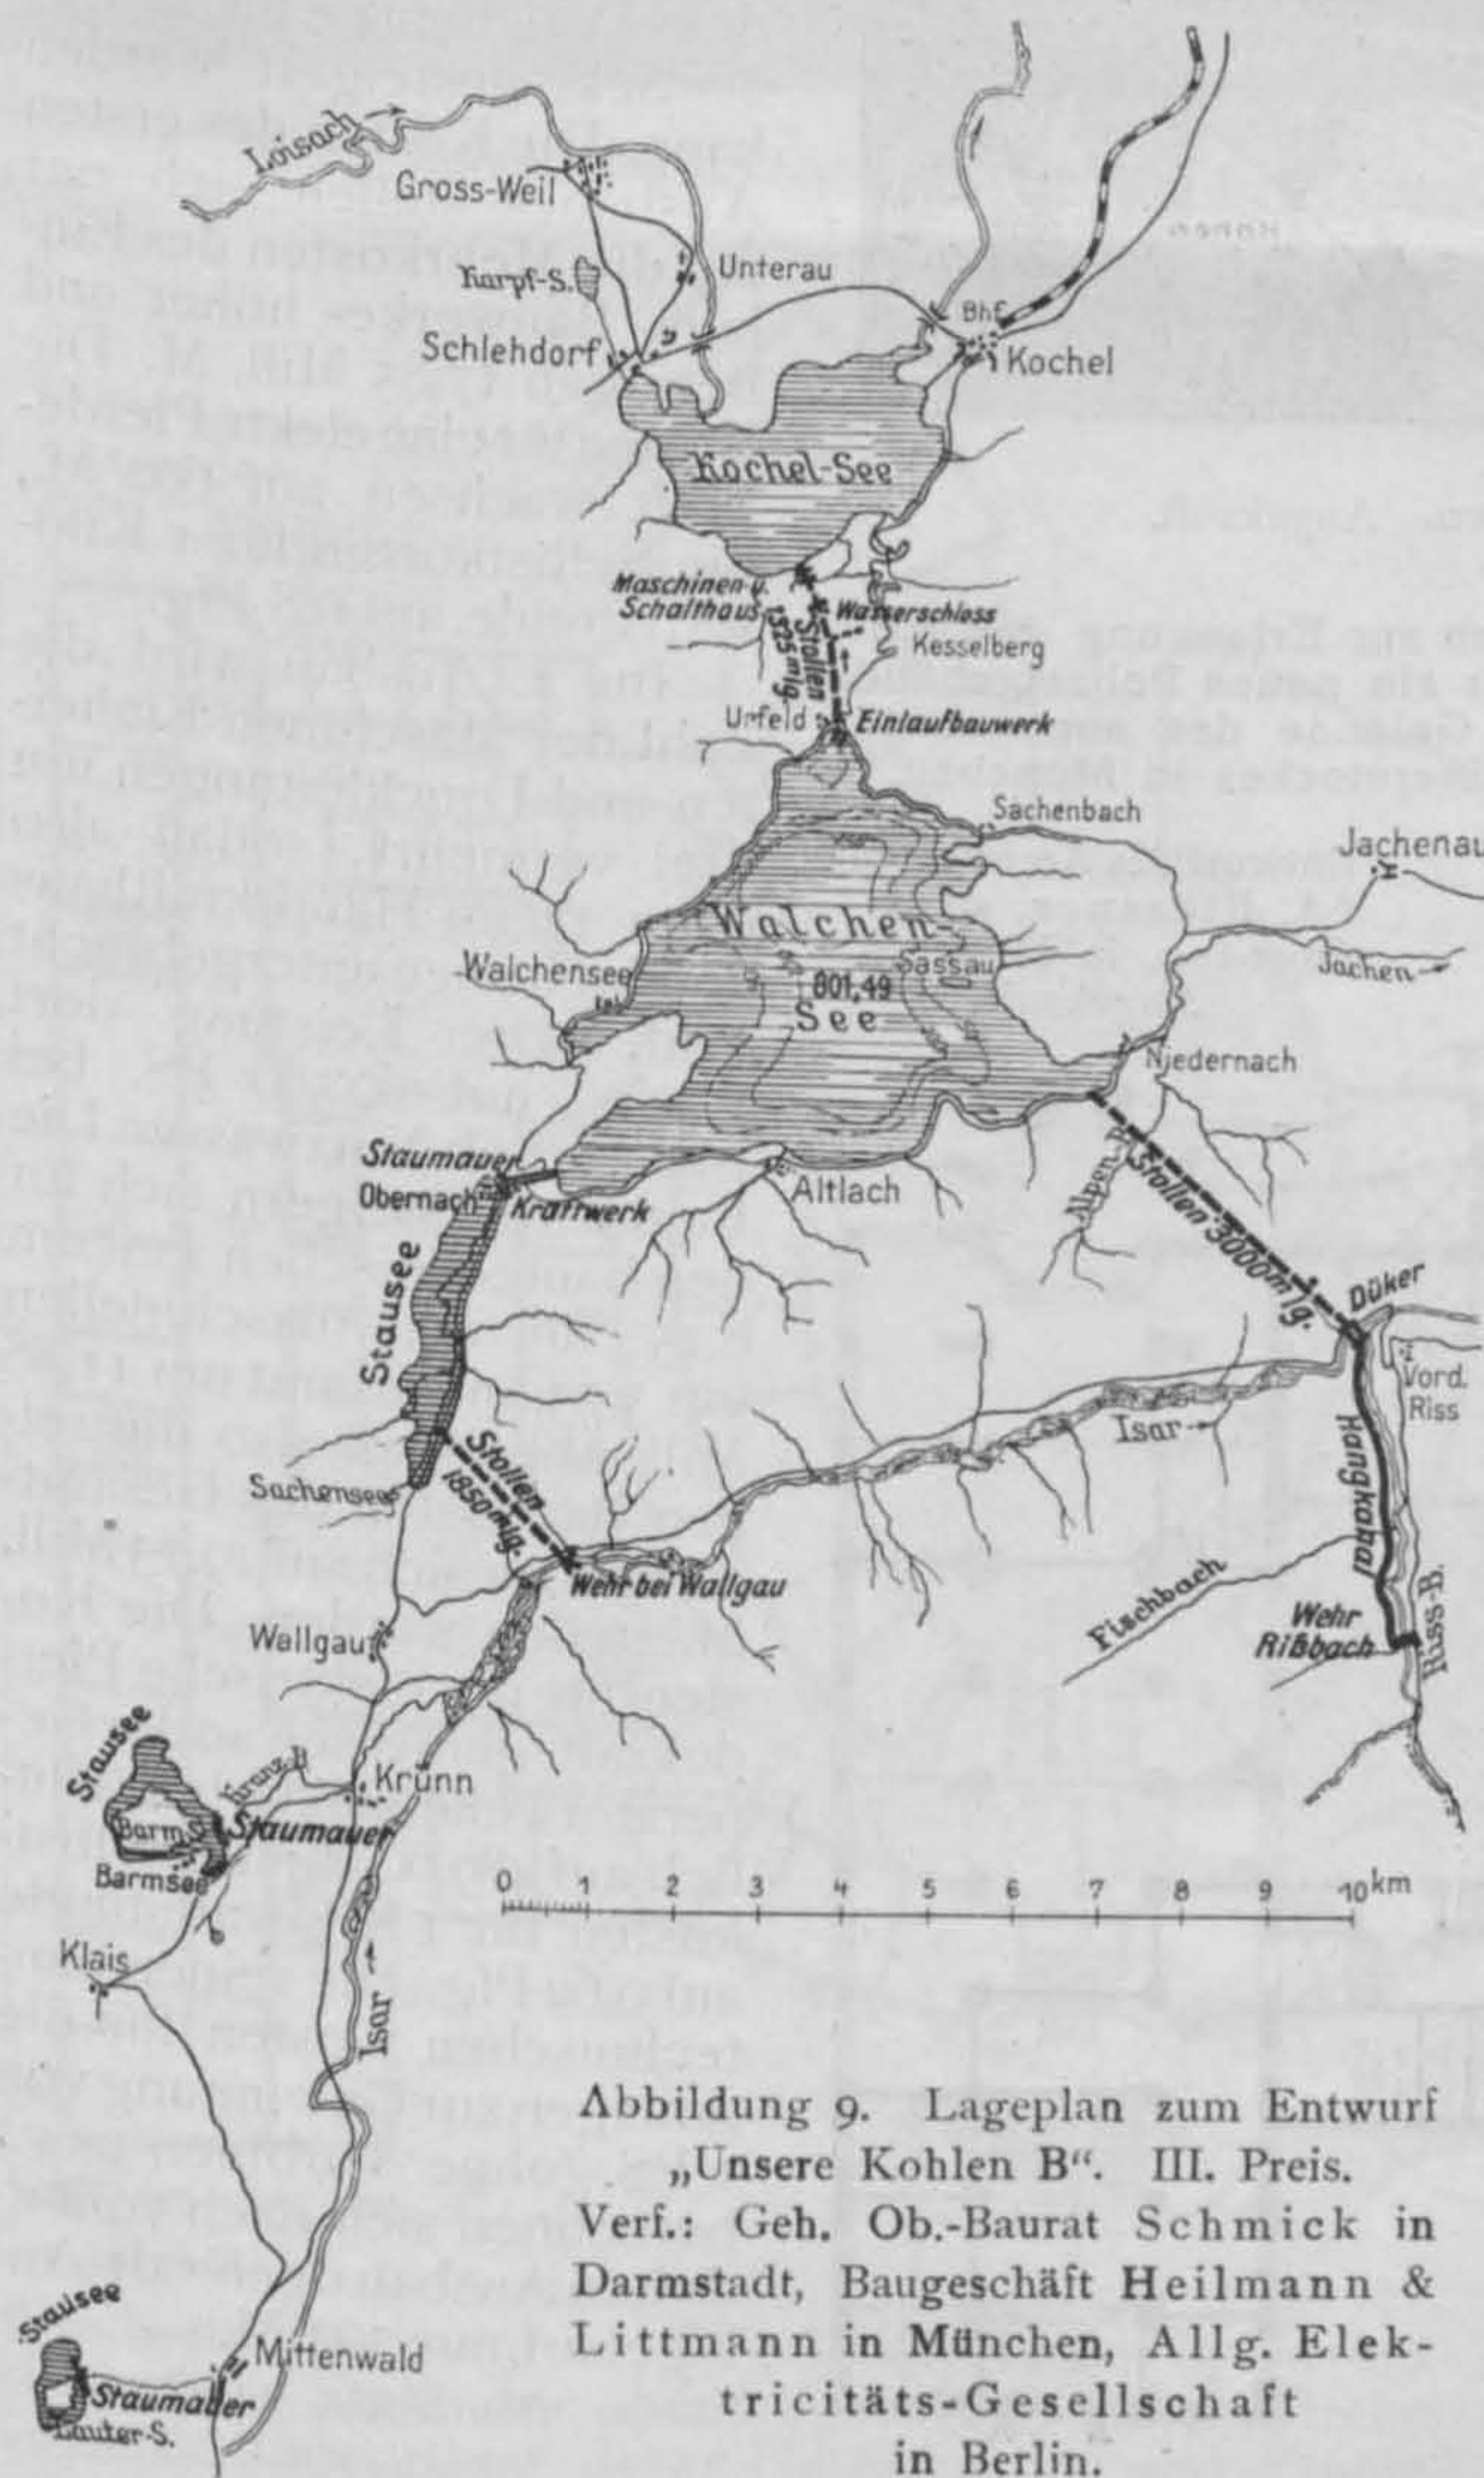 Loisach
Gross-Weil
Karpf-S.
Unterau
Schlehdorf
Bhf.
Kochel
Kochel-See
Maschinen u.
Schalthaus
Wasserschloss
Stollen
1525 m lg.
Kesselberg
Urfeld
Einlaufbauwerk
Sachenbach
Jachenau
Walchen-
Sassau
Walchensee
801,49
See
Jachen
Niedernach
Staumauer
Obernach
Kraftwerk
Altlach
Alpen-B.
Stollen 3000 m lg.
Düker
Stausee
Vord.
Riss
Isar
Hangkanal
Stollen
1850 m lg.
Sachensee
Wehr bei Wallgau
Fischbach
Wehr
Rißbach
Riss-B.
Wallgau
Stausee
Kranz-B.
Krünn
Barm-S.
Staumauer
Barmsee
0 1 2 3 4 5 6 7 8 9 10 km
Klais
Isar
Abbildung 9. Lageplan zum Entwurf
„Unsere Kohlen B“. III. Preis.
Verf.: Geh. Ob.-Baurat Schmick in
Darmstadt, Baugeschäft Heilmann &
Littmann in München, Allg. Elek-
tricitäts-Gesellschaft
in Berlin.
Stausee
Mittenwald
Staumauer
Lauter-S.